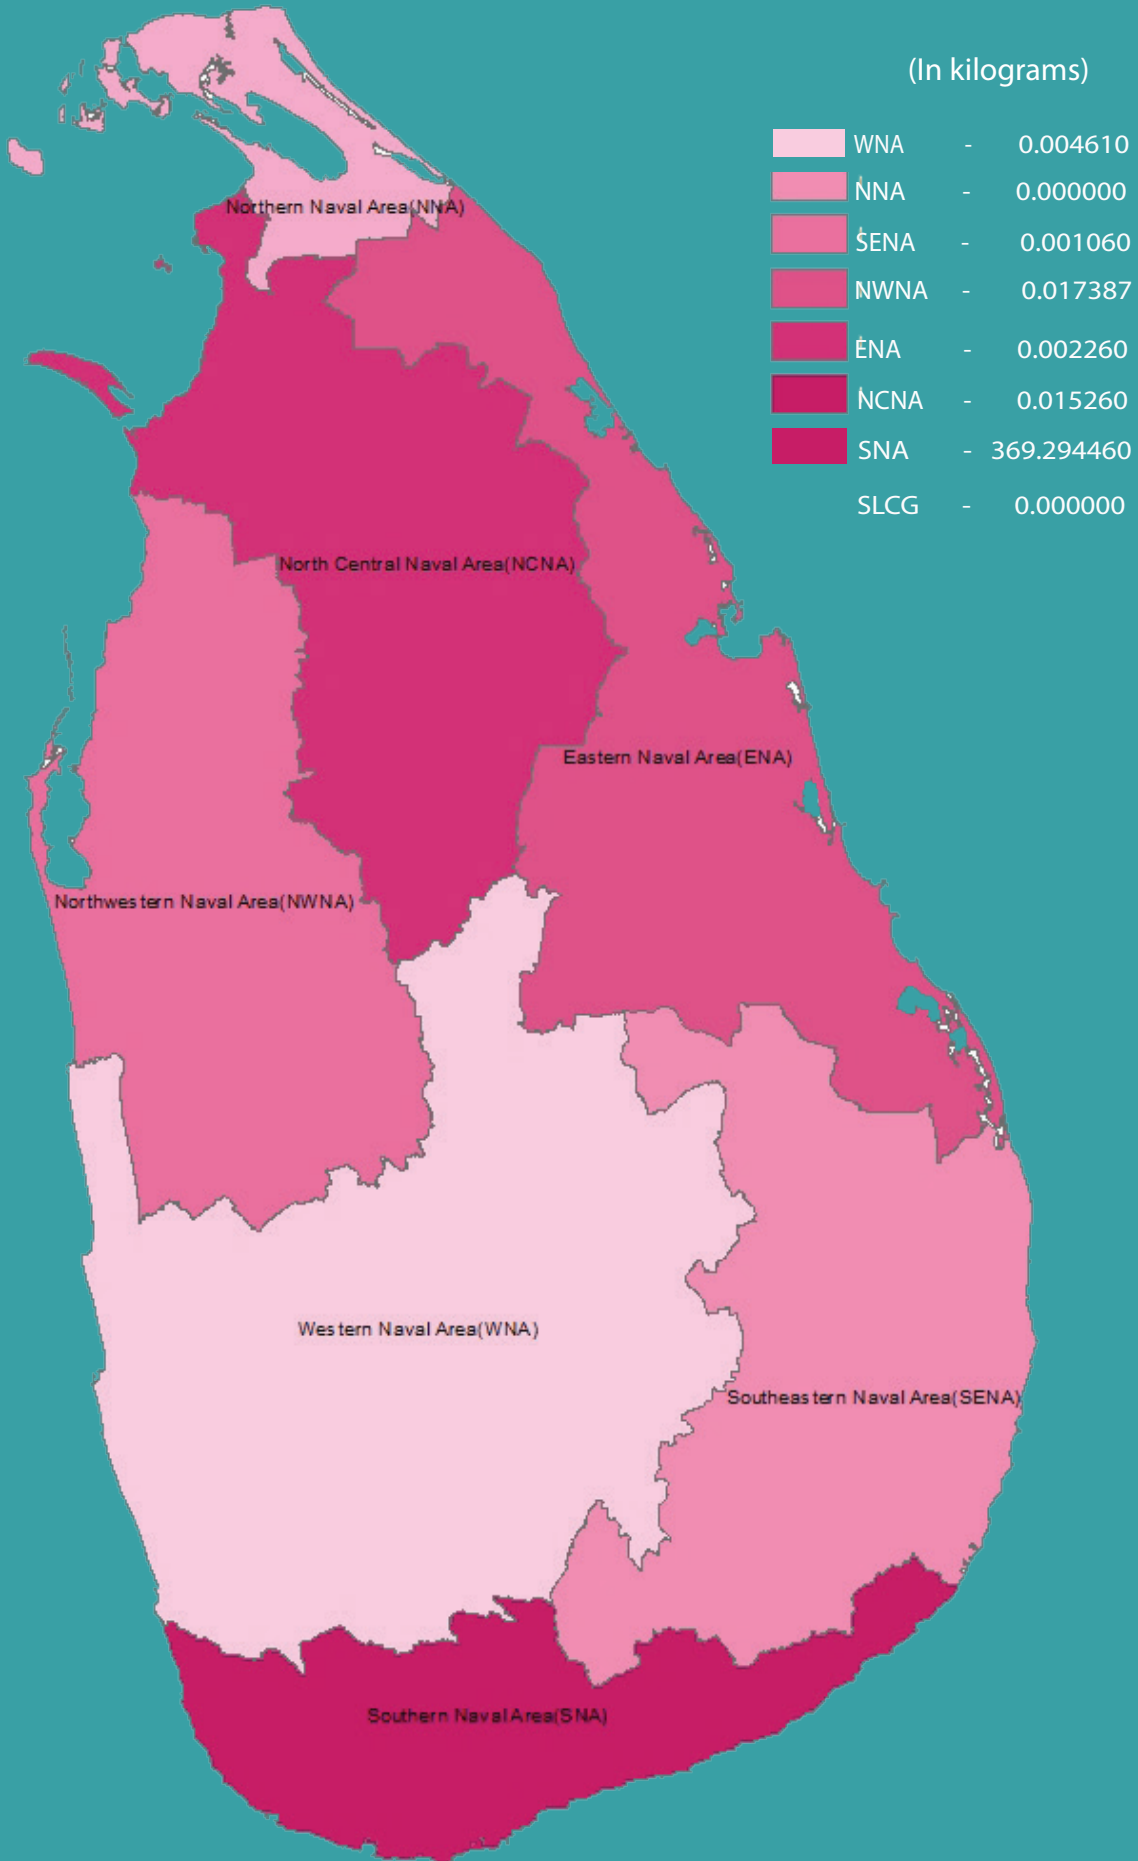 (In kilograms)
WNA - 0.004610
NNA - 0.000000
SENA - 0.001060
NWNA - 0.017387
ENA - 0.002260
NCNA - 0.015260
SNA - 369.294460
SLCG - 0.000000
Northern Naval Area(NNA)
North Central Naval Area(NCNA)
Eastern Naval Area(ENA)
Northwestern Naval Area(NWNA)
Western Naval Area(WNA)
Southeastern Naval Area(SENA)
Southern Naval Area(SNA)